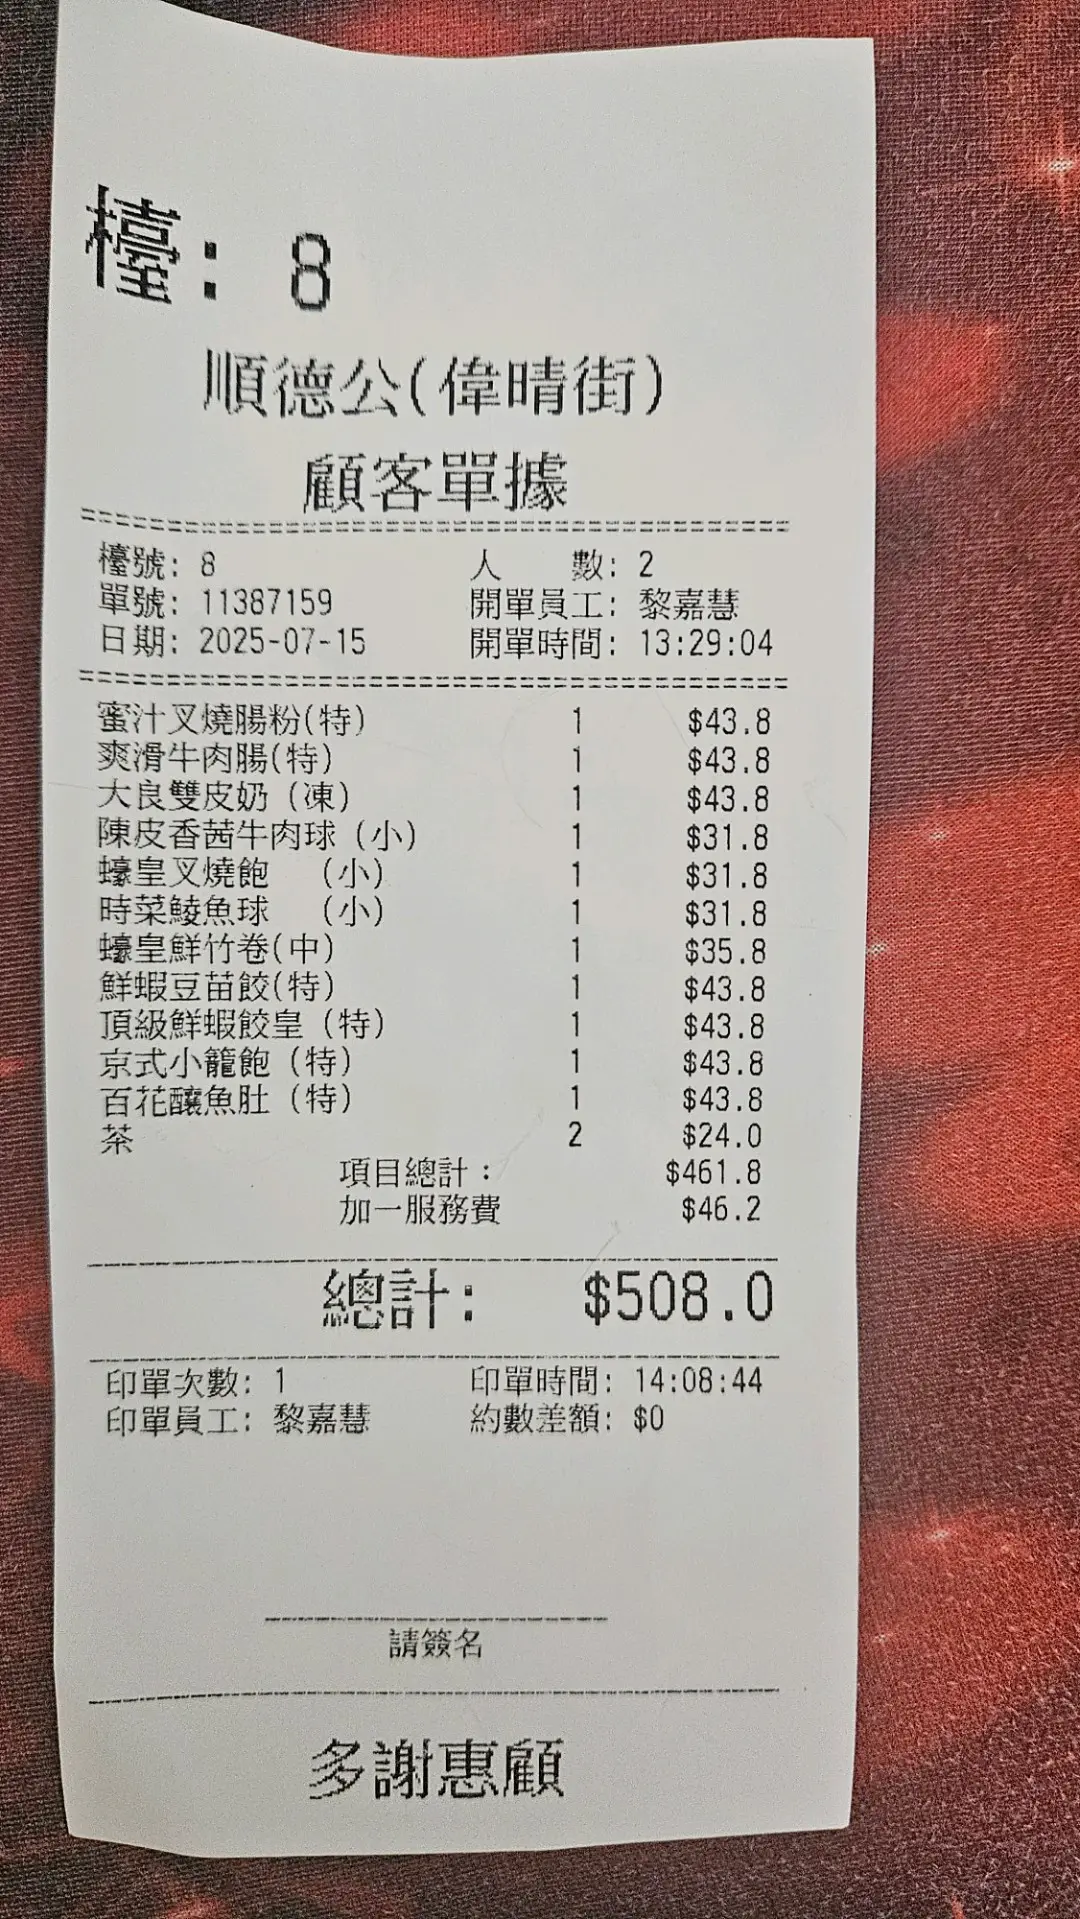 檯: 8
順德公(偉晴街)
顧客單據
檯號: 8 人 數: 2
單號: 11387159 開單員工: 黎嘉慧
日期: 2025-07-15 開單時間: 13:29:04
蜜汁叉燒腸粉(特) 1 $43.8
爽滑牛肉腸(特) 1 $43.8
大良雙皮奶 (凍) 1 $43.8
陳皮香茜牛肉球 (小) 1 $31.8
蠔皇叉燒飽 (小) 1 $31.8
時菜鯪魚球 (小) 1 $31.8
蠔皇鮮竹卷(中) 1 $35.8
鮮蝦豆苗餃(特) 1 $43.8
頂級鮮蝦餃皇 (特) 1 $43.8
京式小籠飽 (特) 1 $43.8
百花釀魚肚 (特) 1 $43.8
茶 2 $24.0
項目總計: $461.8
加一服務費 $46.2
總計: $508.0
印單次數: 1 印單時間: 14:08:44
印單員工: 黎嘉慧 約數差額: $0
請簽名
多謝惠顧